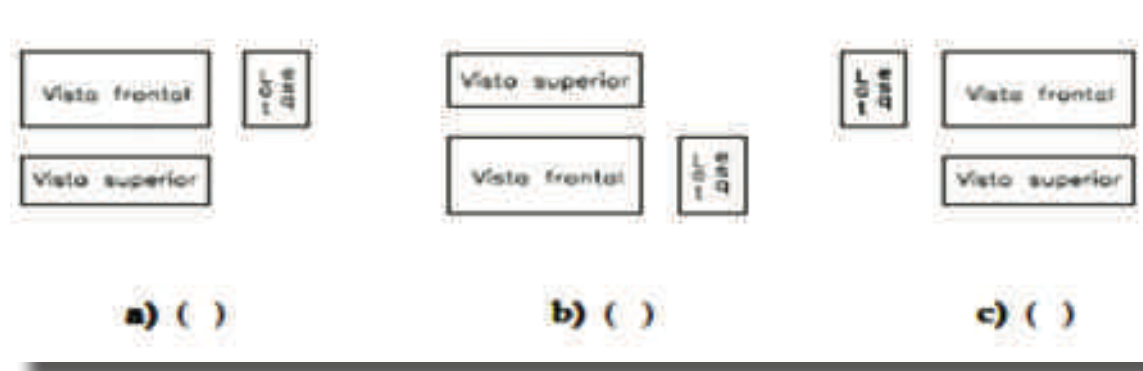 Vista frontal
Vista superior
a) ( )
Vista superior
Vista frontal
b) ( )
Vista frontal
Vista superior
c) ( )